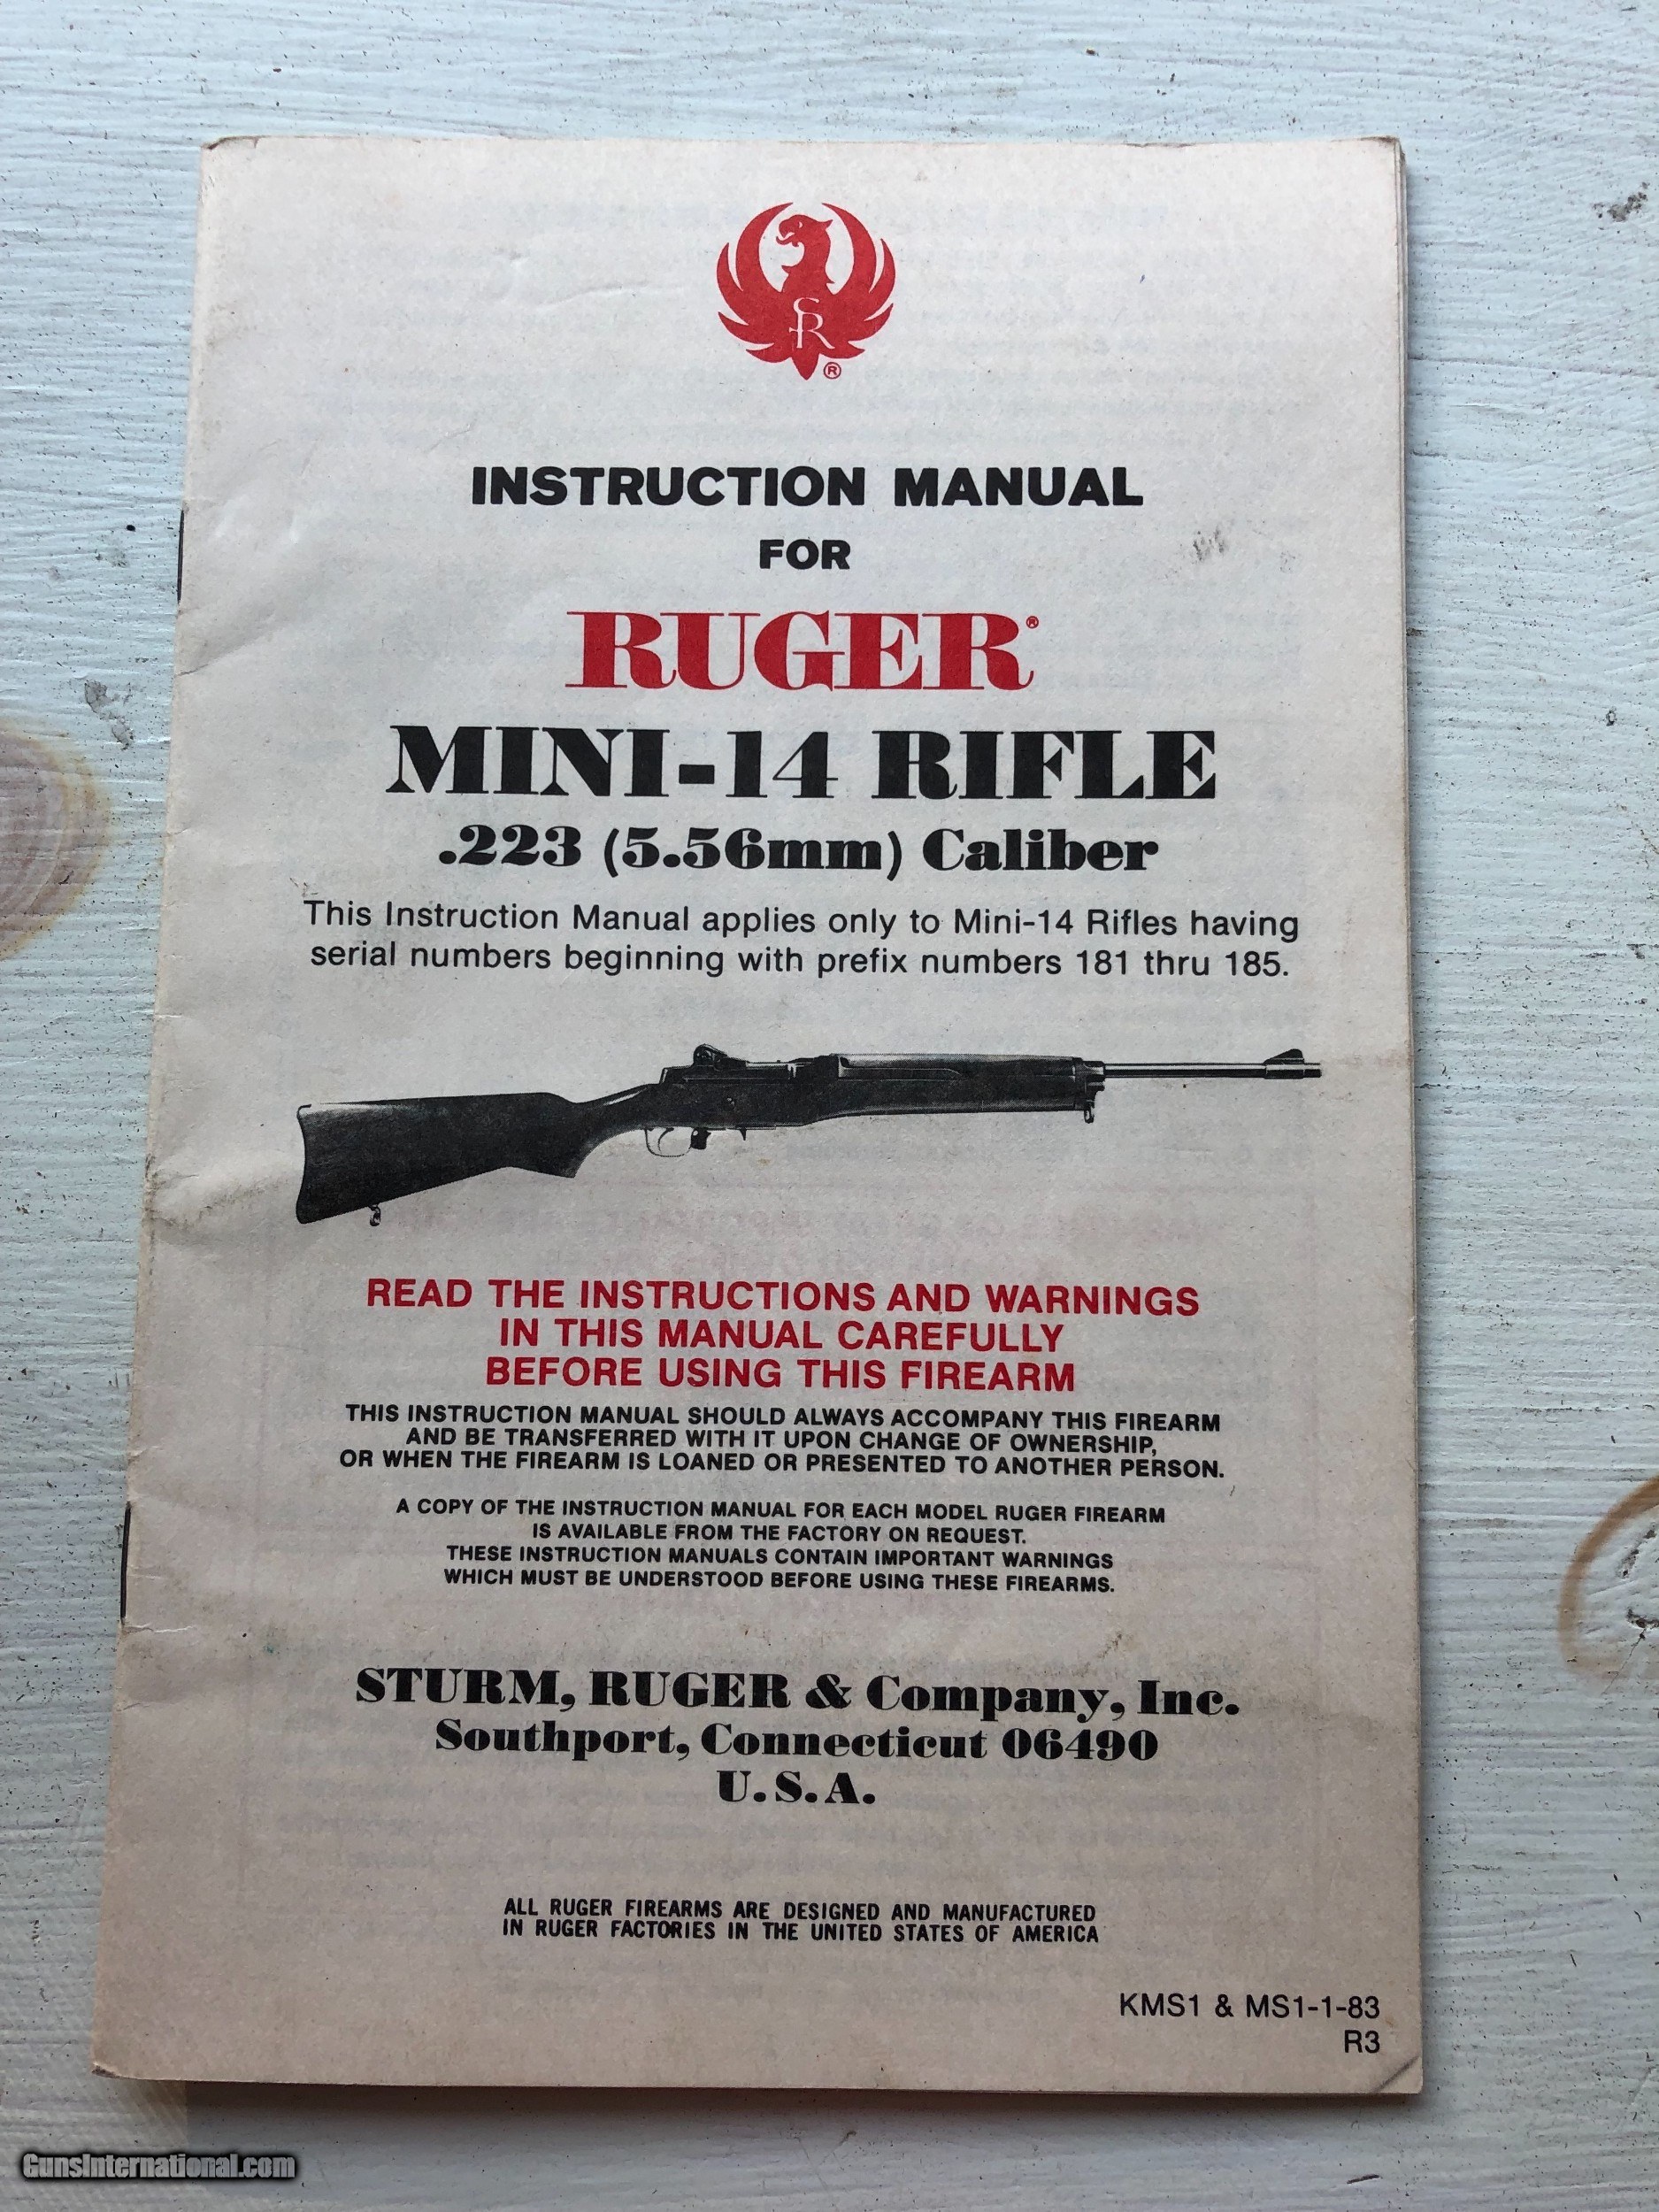 SR
®
INSTRUCTION MANUAL
FOR
RUGER®
MINI-14 RIFLE
.223 (5.56mm) Caliber
This Instruction Manual applies only to Mini-14 Rifles having
serial numbers beginning with prefix numbers 181 thru 185.
READ THE INSTRUCTIONS AND WARNINGS
IN THIS MANUAL CAREFULLY
BEFORE USING THIS FIREARM
THIS INSTRUCTION MANUAL SHOULD ALWAYS ACCOMPANY THIS FIREARM
AND BE TRANSFERRED WITH IT UPON CHANGE OF OWNERSHIP,
OR WHEN THE FIREARM IS LOANED OR PRESENTED TO ANOTHER PERSON.
A COPY OF THE INSTRUCTION MANUAL FOR EACH MODEL RUGER FIREARM
IS AVAILABLE FROM THE FACTORY ON REQUEST.
THESE INSTRUCTION MANUALS CONTAIN IMPORTANT WARNINGS
WHICH MUST BE UNDERSTOOD BEFORE USING THESE FIREARMS.
STURM, RUGER & Company, Inc.
Southport, Connecticut 06490
U.S.A.
ALL RUGER FIREARMS ARE DESIGNED AND MANUFACTURED
IN RUGER FACTORIES IN THE UNITED STATES OF AMERICA
KMS1 & MS1-1-83
R3
GunsInternational.com